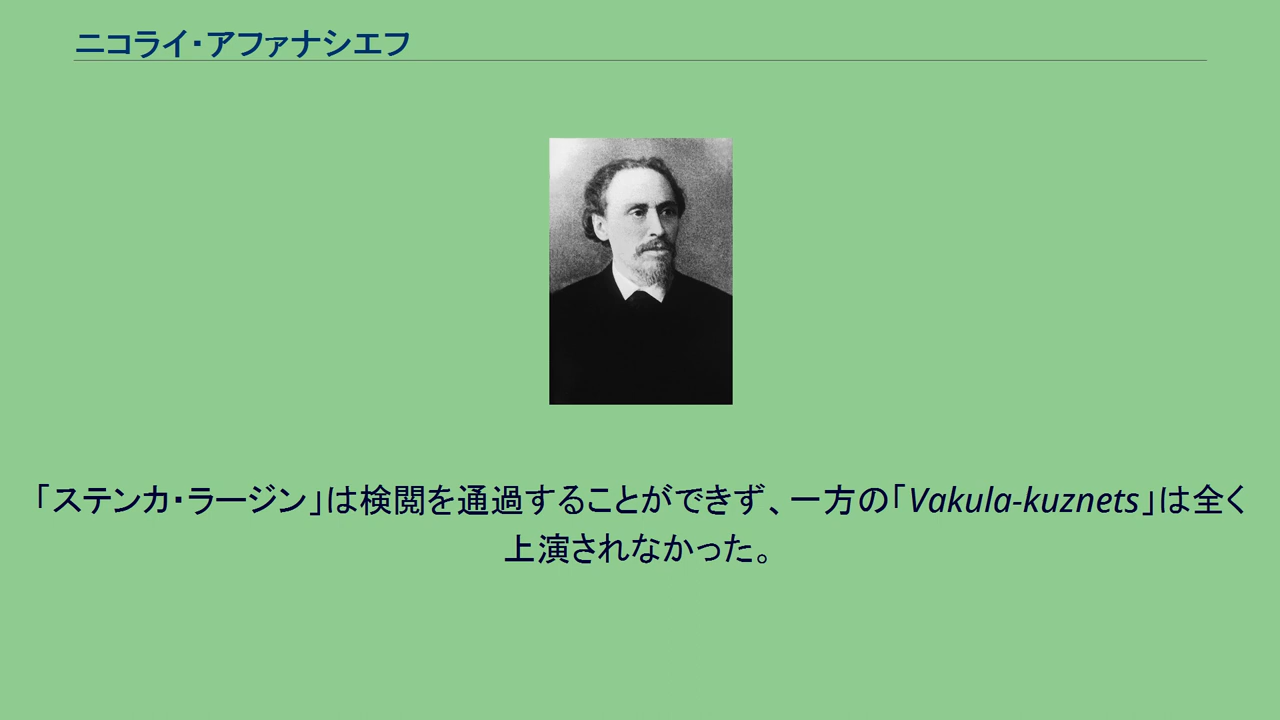 ニコライ・アファナシエフ
「ステンカ・ラージン」は検閲を通過することができず、一方の「Vakula-kuznets」は全く
上演されなかった。